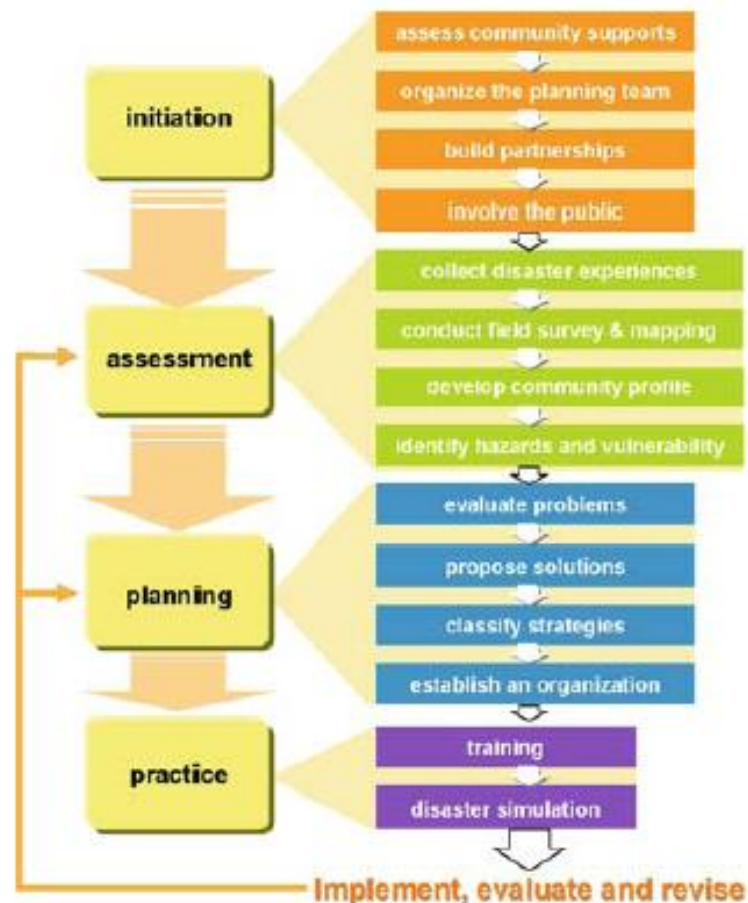 initiation
assess community supports
organize the planning team
build partnerships
involve the public
assessment
collect disaster experiences
conduct field survey & mapping
develop community profile
identify hazards and vulnerability
planning
evaluate problems
propose solutions
classify strategies
establish an organization
practice
training
disaster simulation
Implement, evaluate and revise